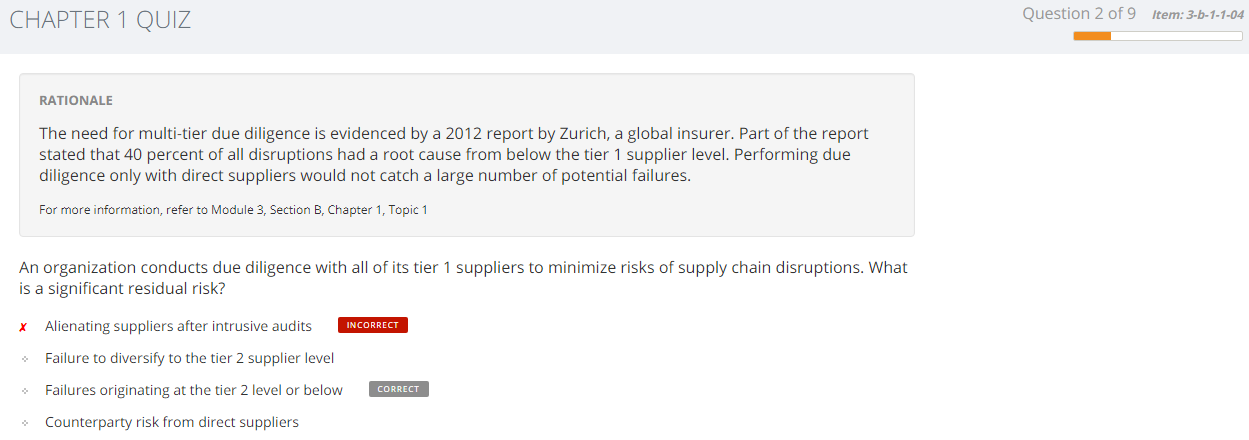 CHAPTER 1 QUIZ
Question 2 of 9 Item: 3-b-1-1-04
RATIONALE
The need for multi-tier due diligence is evidenced by a 2012 report by Zurich, a global insurer. Part of the report
stated that 40 percent of all disruptions had a root cause from below the tier 1 supplier level. Performing due
diligence only with direct suppliers would not catch a large number of potential failures.
For more information, refer to Module 3, Section B, Chapter 1, Topic 1
An organization conducts due diligence with all of its tier 1 suppliers to minimize risks of supply chain disruptions. What
is a significant residual risk?
✗ Alienating suppliers after intrusive audits INCORRECT
Failure to diversify to the tier 2 supplier level
Failures originating at the tier 2 level or below CORRECT
Counterparty risk from direct suppliers